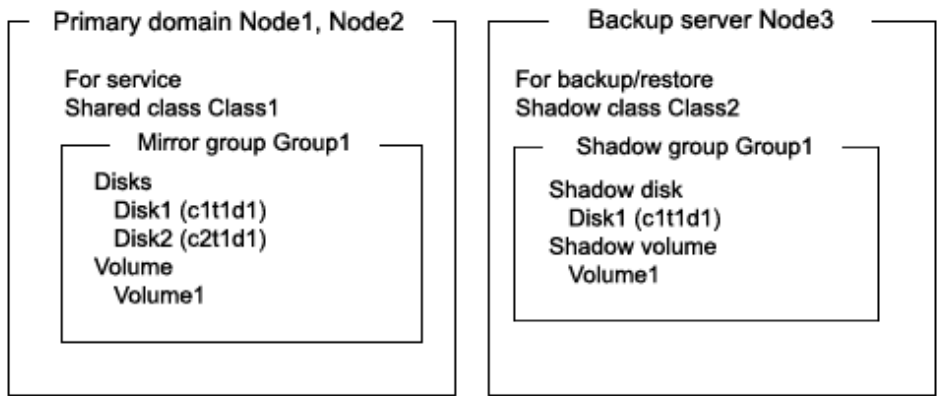 Primary domain Node1, Node2
For service
Shared class Class1
Mirror group Group1
Disks
Disk1 (c1t1d1)
Disk2 (c2t1d1)
Volume
Volume1
Backup server Node3
For backup/restore
Shadow class Class2
Shadow group Group1
Shadow disk
Disk1 (c1t1d1)
Shadow volume
Volume1